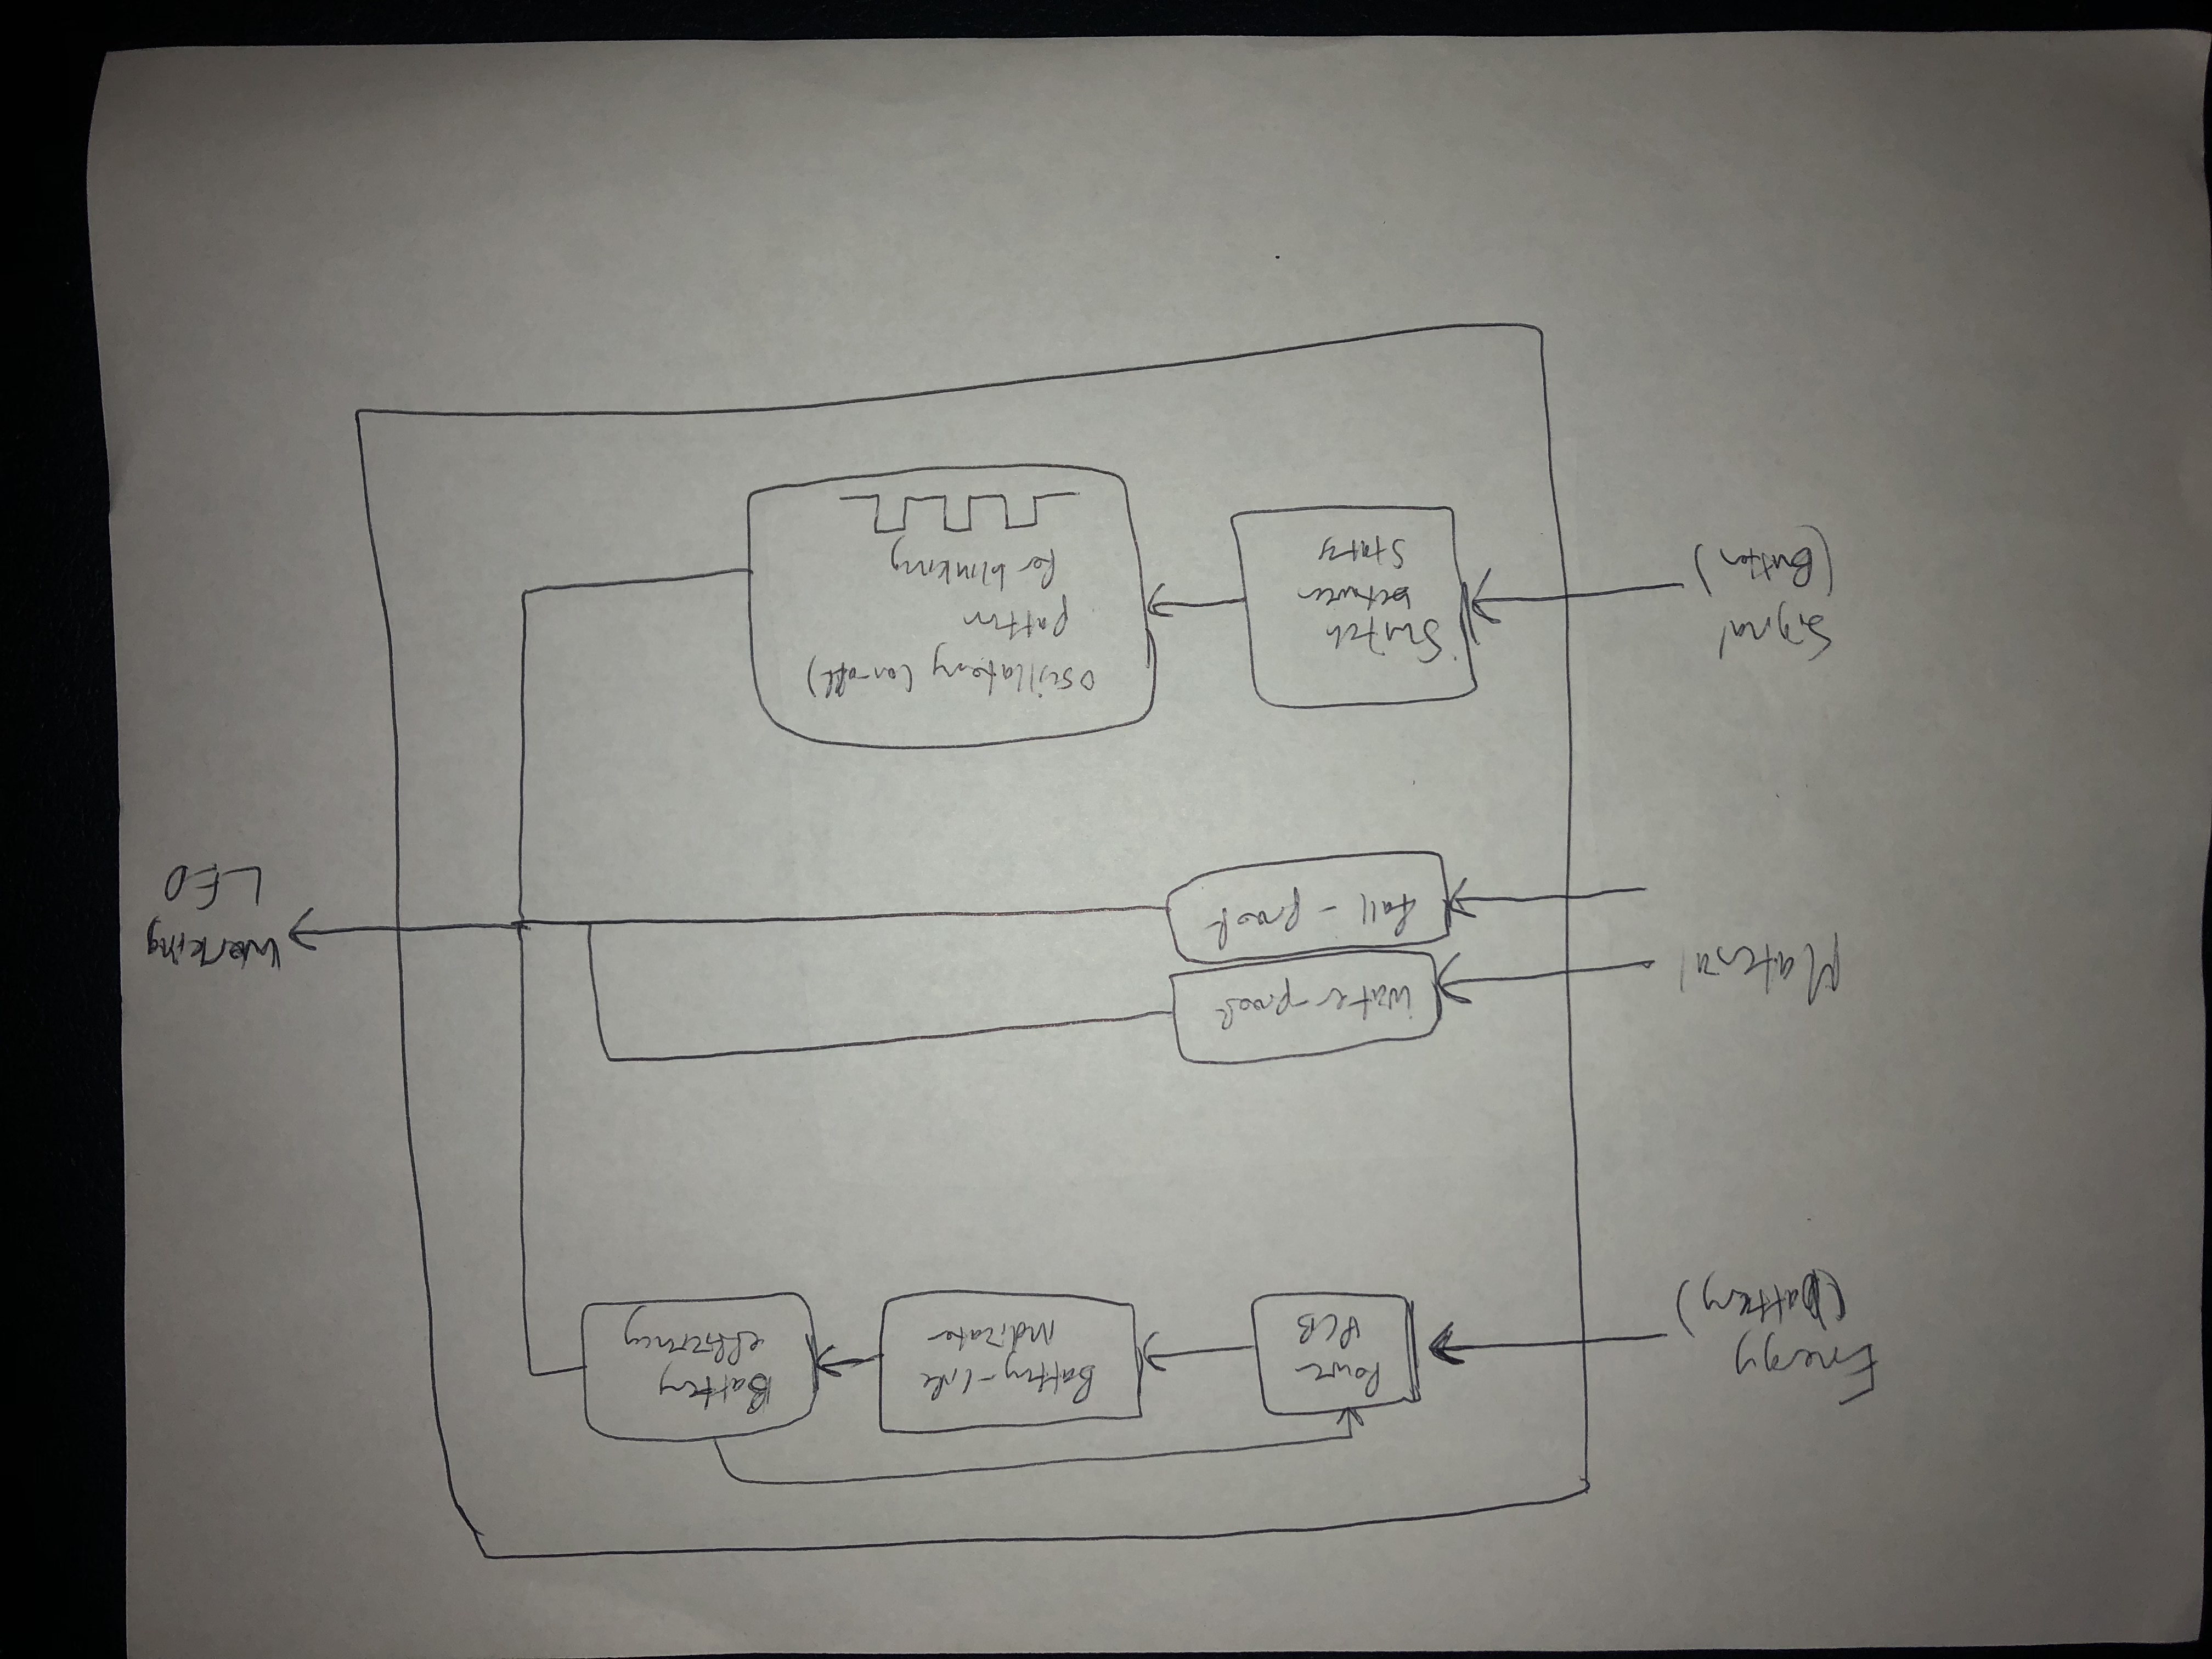 Energy
(battery)
Power
PCB
Battery-life
indicator
Battery
efficiency
Material
water-proof
fall-proof
Working
LED
Signal
(Button)
Switch
between
States
oscillatory (on-off)
pattern
for blinking